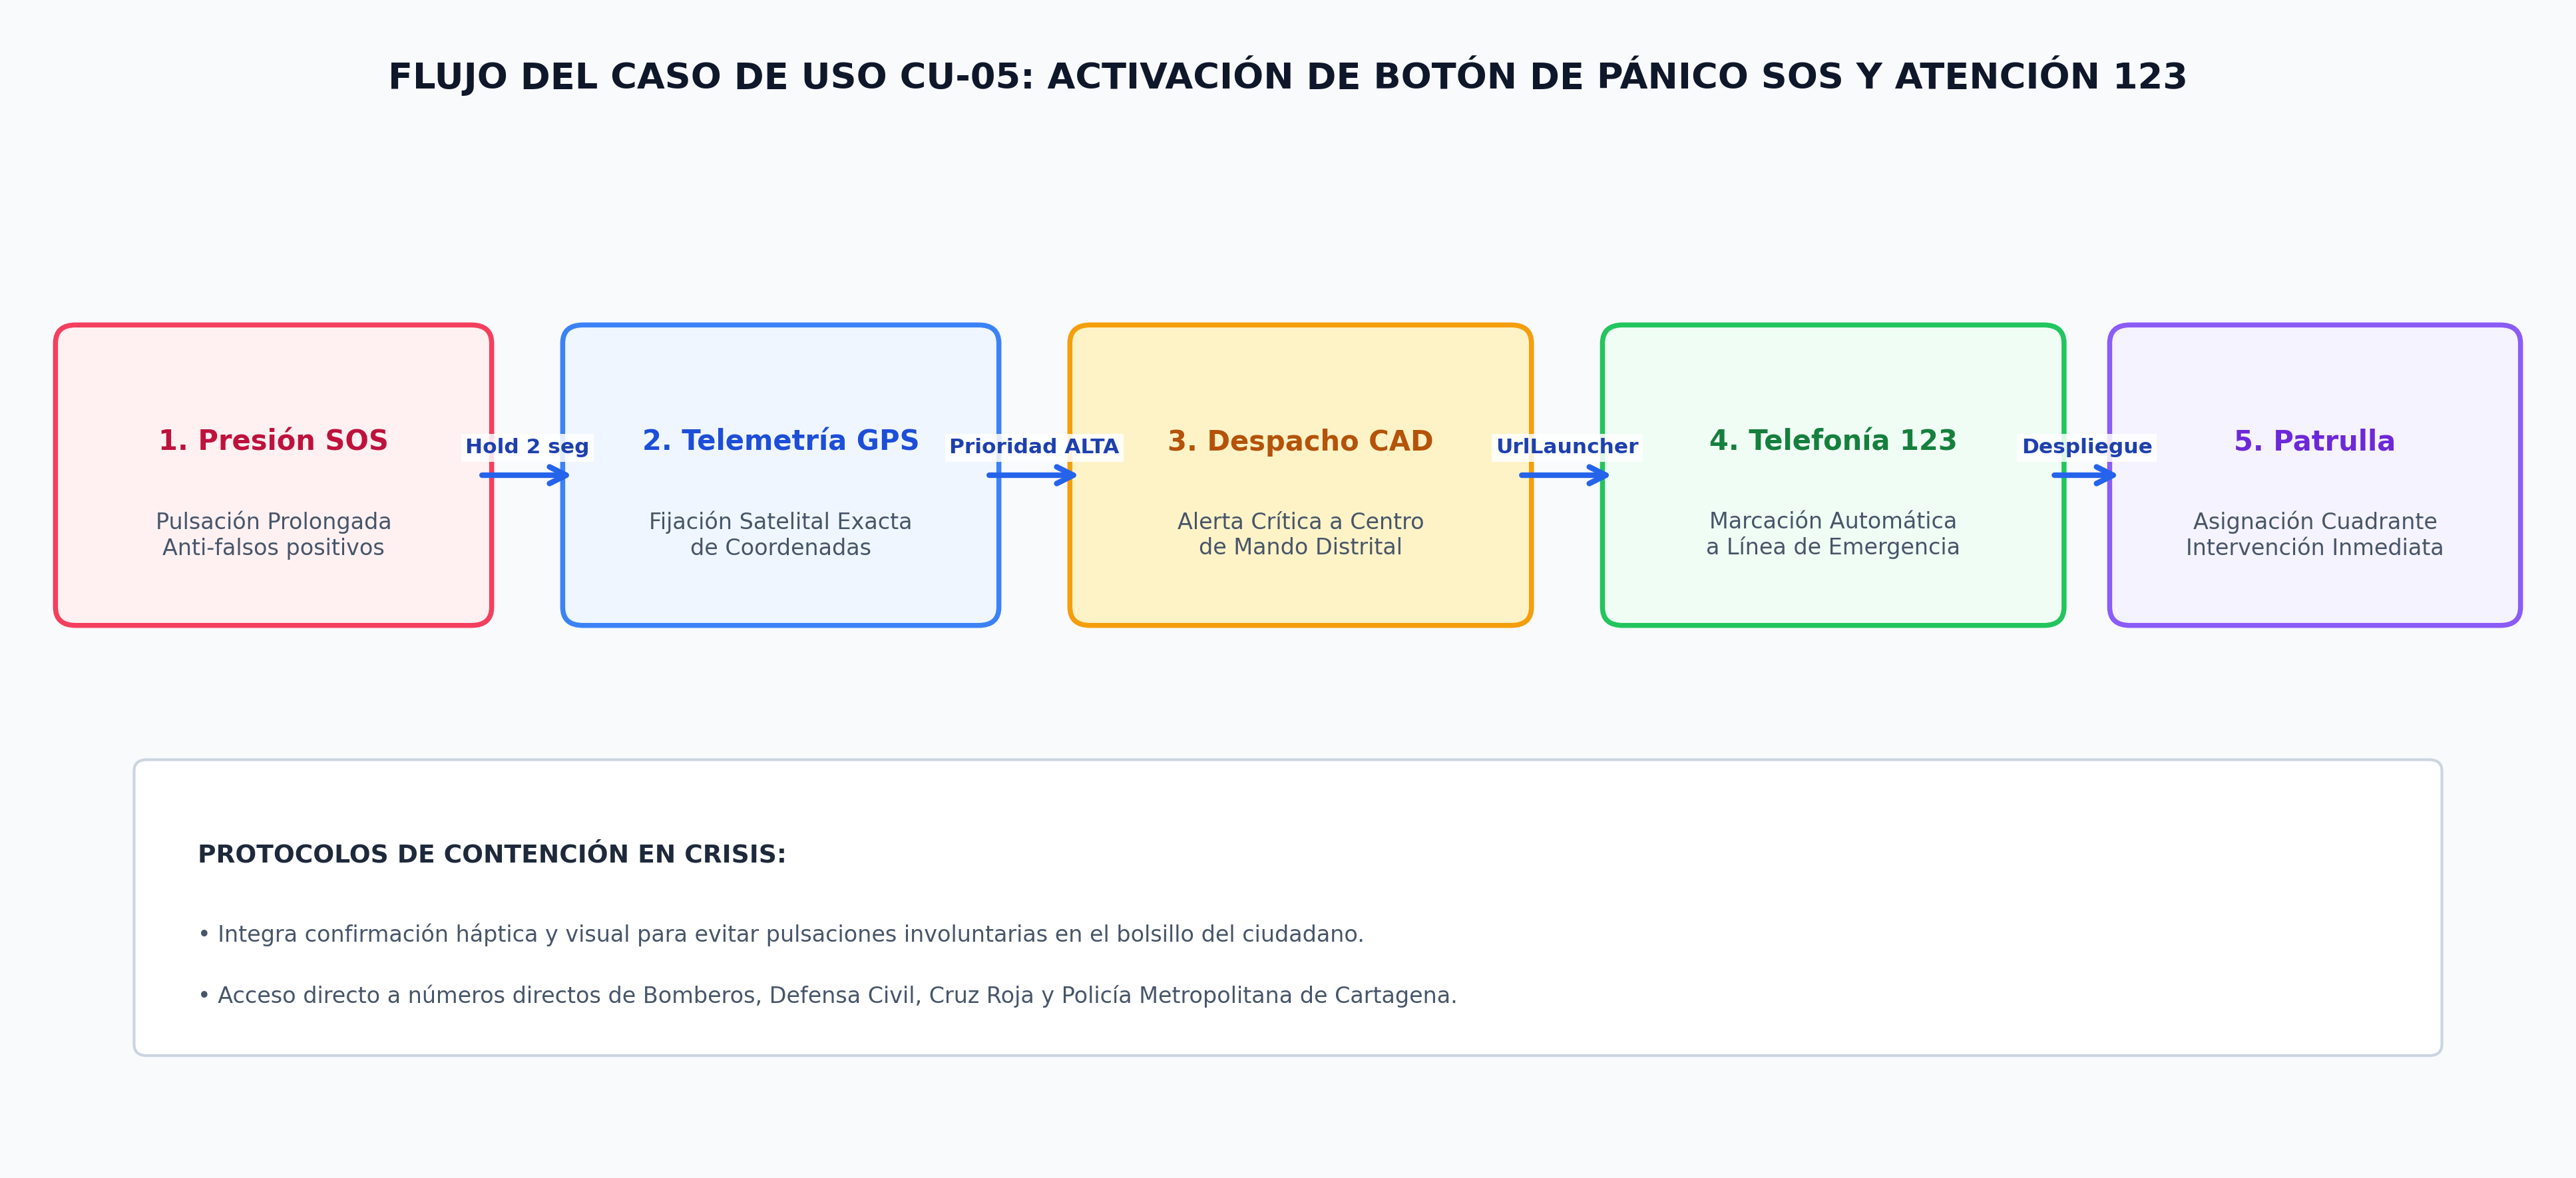 FLUJO DEL CASO DE USO CU-05: ACTIVACIÓN DE BOTÓN DE PÁNICO SOS Y ATENCIÓN 123
1. Presión SOS
Pulsación Prolongada
Anti-falsos positivos
Hold 2 seg
2. Telemetría GPS
Fijación Satelital Exacta
de Coordenadas
Prioridad ALTA
3. Despacho CAD
Alerta Crítica a Centro
de Mando Distrital
UrlLauncher
4. Telefonía 123
Marcación Automática
a Línea de Emergencia
Despliegue
5. Patrulla
Asignación Cuadrante
Intervención Inmediata
PROTOCOLOS DE CONTENCIÓN EN CRISIS:
• Integra confirmación háptica y visual para evitar pulsaciones involuntarias en el bolsillo del ciudadano.
• Acceso directo a números directos de Bomberos, Defensa Civil, Cruz Roja y Policía Metropolitana de Cartagena.